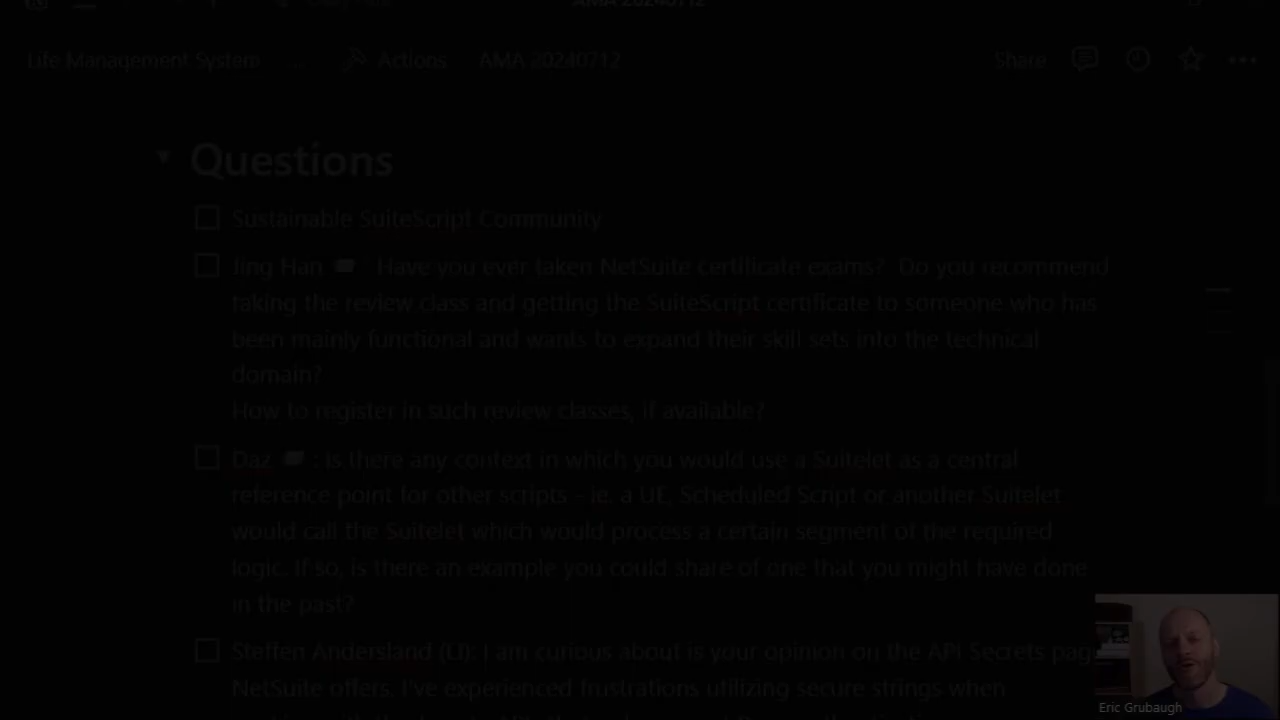 AMA 20240712
Life Management System ... Actions AMA 20240712 Share
Questions
Sustainable SuiteScript Community
Jing Han : Have you ever taken NetSuite certificate exams? Do you recommend
taking the review class and getting the SuiteScript certificate to someone who has
been mainly functional and wants to expand their skill sets into the technical
domain?
How to register in such review classes, if available?
Daz : Is there any context in which you would use a Suitelet as a central
reference point for other scripts - ie. a UE, Scheduled Script or another Suitelet
would call the Suitelet which would process a certain segment of the required
logic. If so, is there an example you could share of one that you might have done
in the past?
Steffen Andersland (LI): I am curious about is your opinion on the API Secrets page
NetSuite offers. I've experienced frustrations utilizing secure strings when
Eric Grubaugh